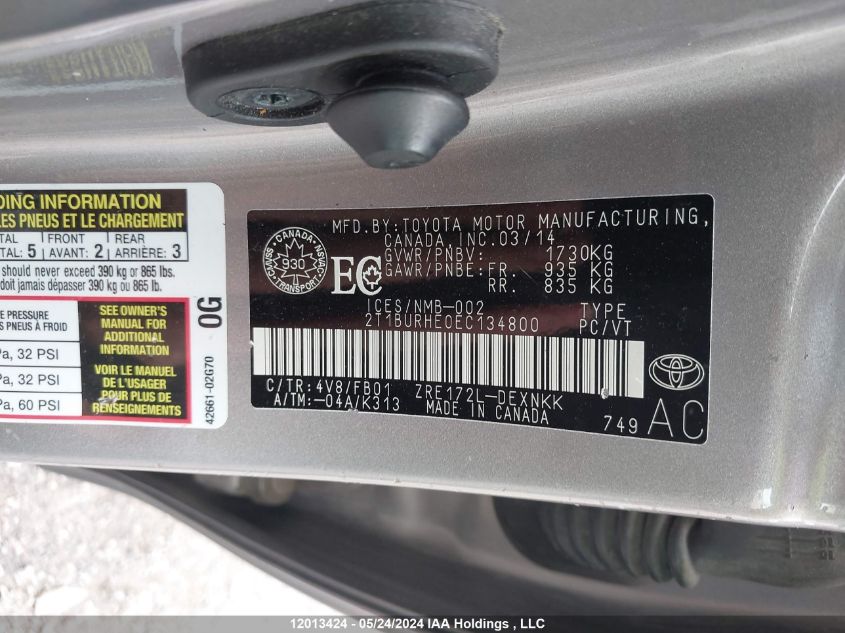 DING INFORMATION
LES PNEUS ET LE CHARGEMENT
TAL FRONT REAR
TAL: 5 AVANT: 2 ARRIÈRE: 3
should never exceed 390 kg or 865 lbs.
doit jamais dépasser 390 kg ou 865 lb.
E PRESSURE
À FROID
a, 32 PSI
Pa, 32 PSI
Pa, 60 PSI
SEE OWNER'S
MANUAL FOR
ADDITIONAL
INFORMATION
VOIR LE MANUEL
DE L'USAGER
POUR PLUS DE
RENSEIGNEMENTS
0G
42661-02G70
MFD.BY:TOYOTA MOTOR MANUFACTURING,
CANADA,INC.03/14
GVWR/PNBV: 1730KG
GAWR/PNBE:FR. 935 KG
RR. 835 KG
CANADA
930
TRANSPORT
EC
ICES/NMB-002 TYPE
2T1BURHE0EC134800 PC/VT
C/TR:4V8/FB01 ZRE172L-DEXNKK
A/TM:-04A/K313 MADE IN CANADA
749 AC
12013424 - 05/24/2024 IAA Holdings , LLC